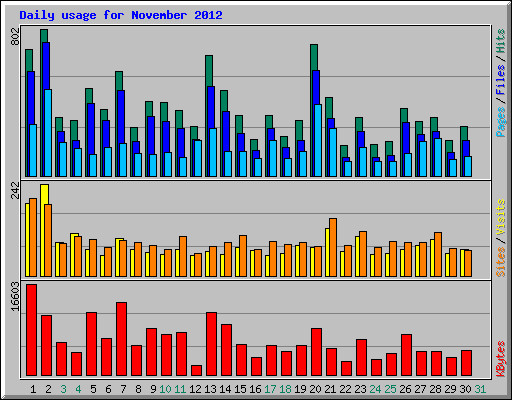 Daily usage for November 2012
802
Pages / Files / Hits
242
Sites / Visits
16603
KBytes
1 2 3 4 5 6 7 8 9 10 11 12 13 14 15 16 17 18 19 20 21 22 23 24 25 26 27 28 29 30 31